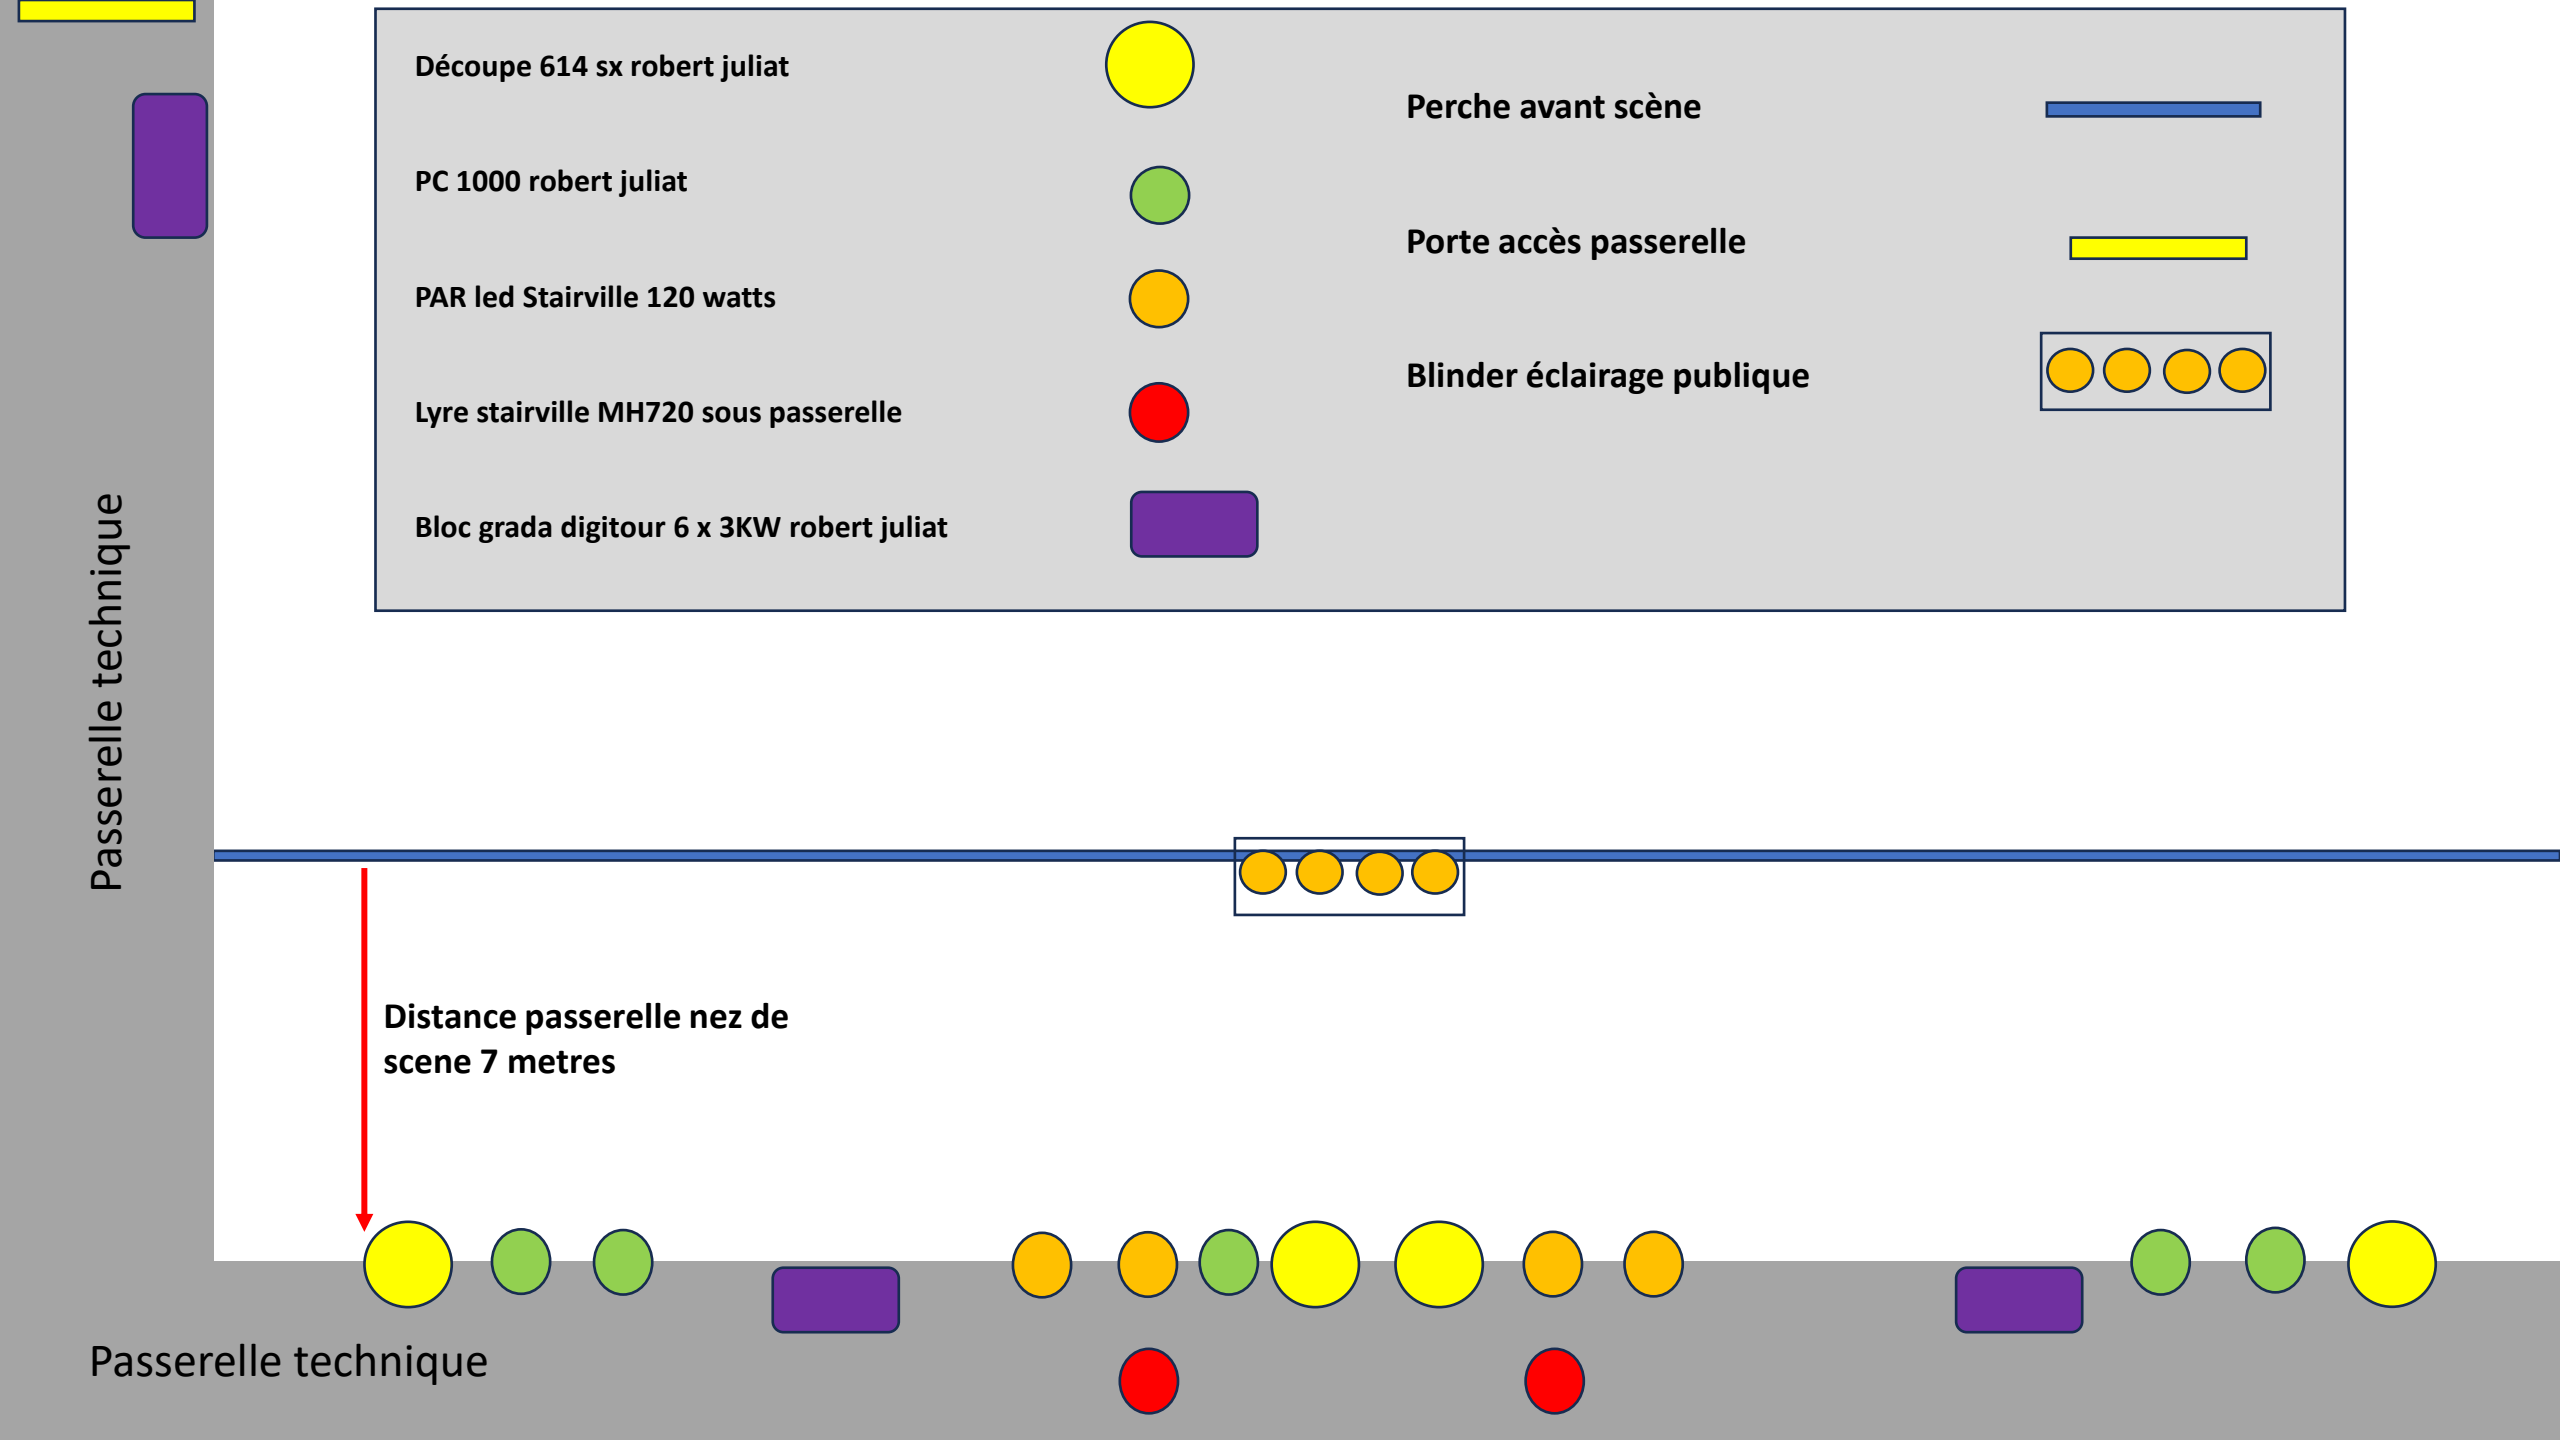 Découpe 614 sx robert juliat
PC 1000 robert juliat
PAR led Stairville 120 watts
Lyre stairville MH720 sous passerelle
Bloc grada digitour 6 x 3KW robert juliat
Perche avant scène
Porte accès passerelle
Blinder éclairage publique
Passerelle technique
Distance passerelle nez de
scene 7 metres
Passerelle technique